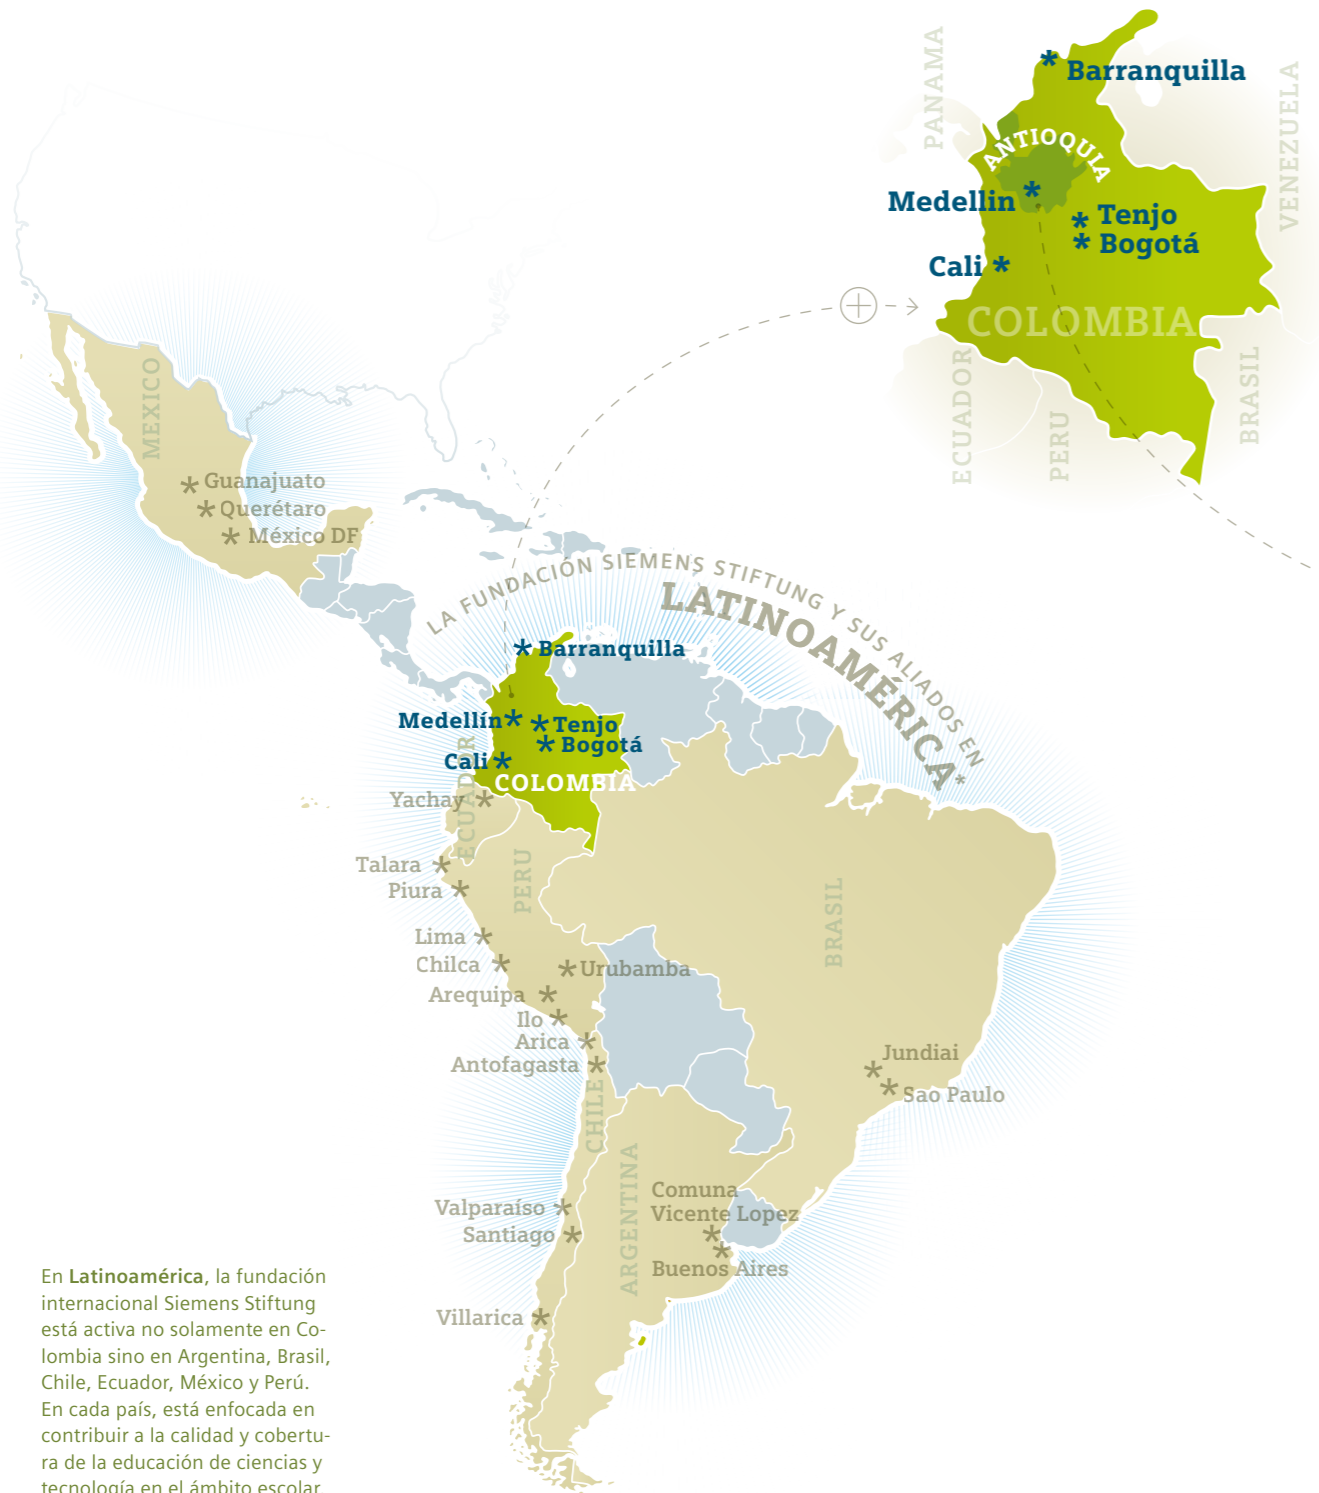 PANAMA
Barranquilla
VENEZUELA
ANTIOQUIA
Medellin
Tenjo
Bogotá
Cali
COLOMBIA
ECUADOR
PERU
BRASIL
MEXICO
Guanajuato
Querétaro
México DF
LA FUNDACIÓN SIEMENS STIFTUNG Y SUS ALIADOS EN
LATINOAMÉRICA*
Barranquilla
Medellín
Tenjo
Bogotá
Cali
COLOMBIA
ECUADOR
Yachay
Talara
Piura
PERU
BRASIL
Lima
Chilca
Urubamba
Arequipa
Ilo
Arica
Antofagasta
CHILE
Jundiai
Sao Paulo
ARGENTINA
Comuna
Vicente Lopez
Valparaíso
Santiago
Buenos Aires
Villarica
En Latinoamérica, la fundación
internacional Siemens Stiftung
está activa no solamente en Co-
lombia sino en Argentina, Brasil,
Chile, Ecuador, México y Perú.
En cada país, está enfocada en
contribuir a la calidad y cobertu-
ra de la educación de ciencias y
tecnología en el ámbito escolar